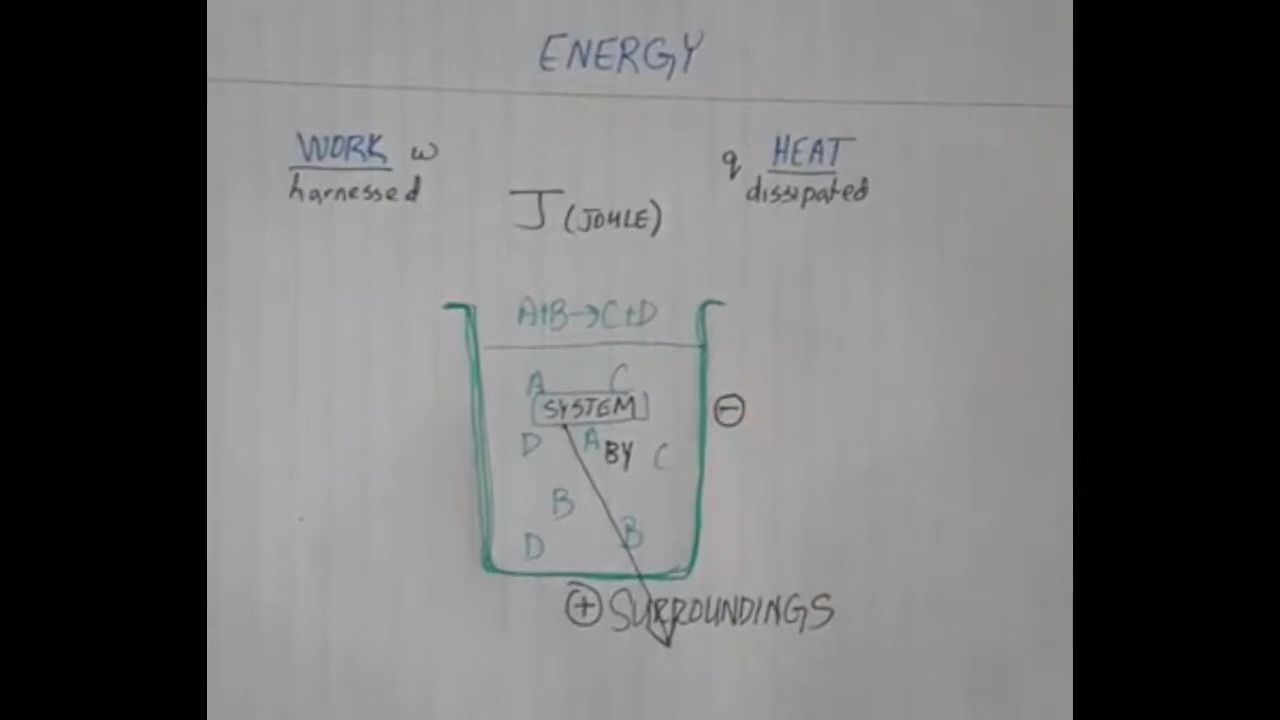 ENERGY
WORK w
harnessed
q HEAT
dissipated
J (JOULE)
A+B→C+D
A C
SYSTEM
⊖
D A BY C
B
D B
⊕ SURROUNDINGS